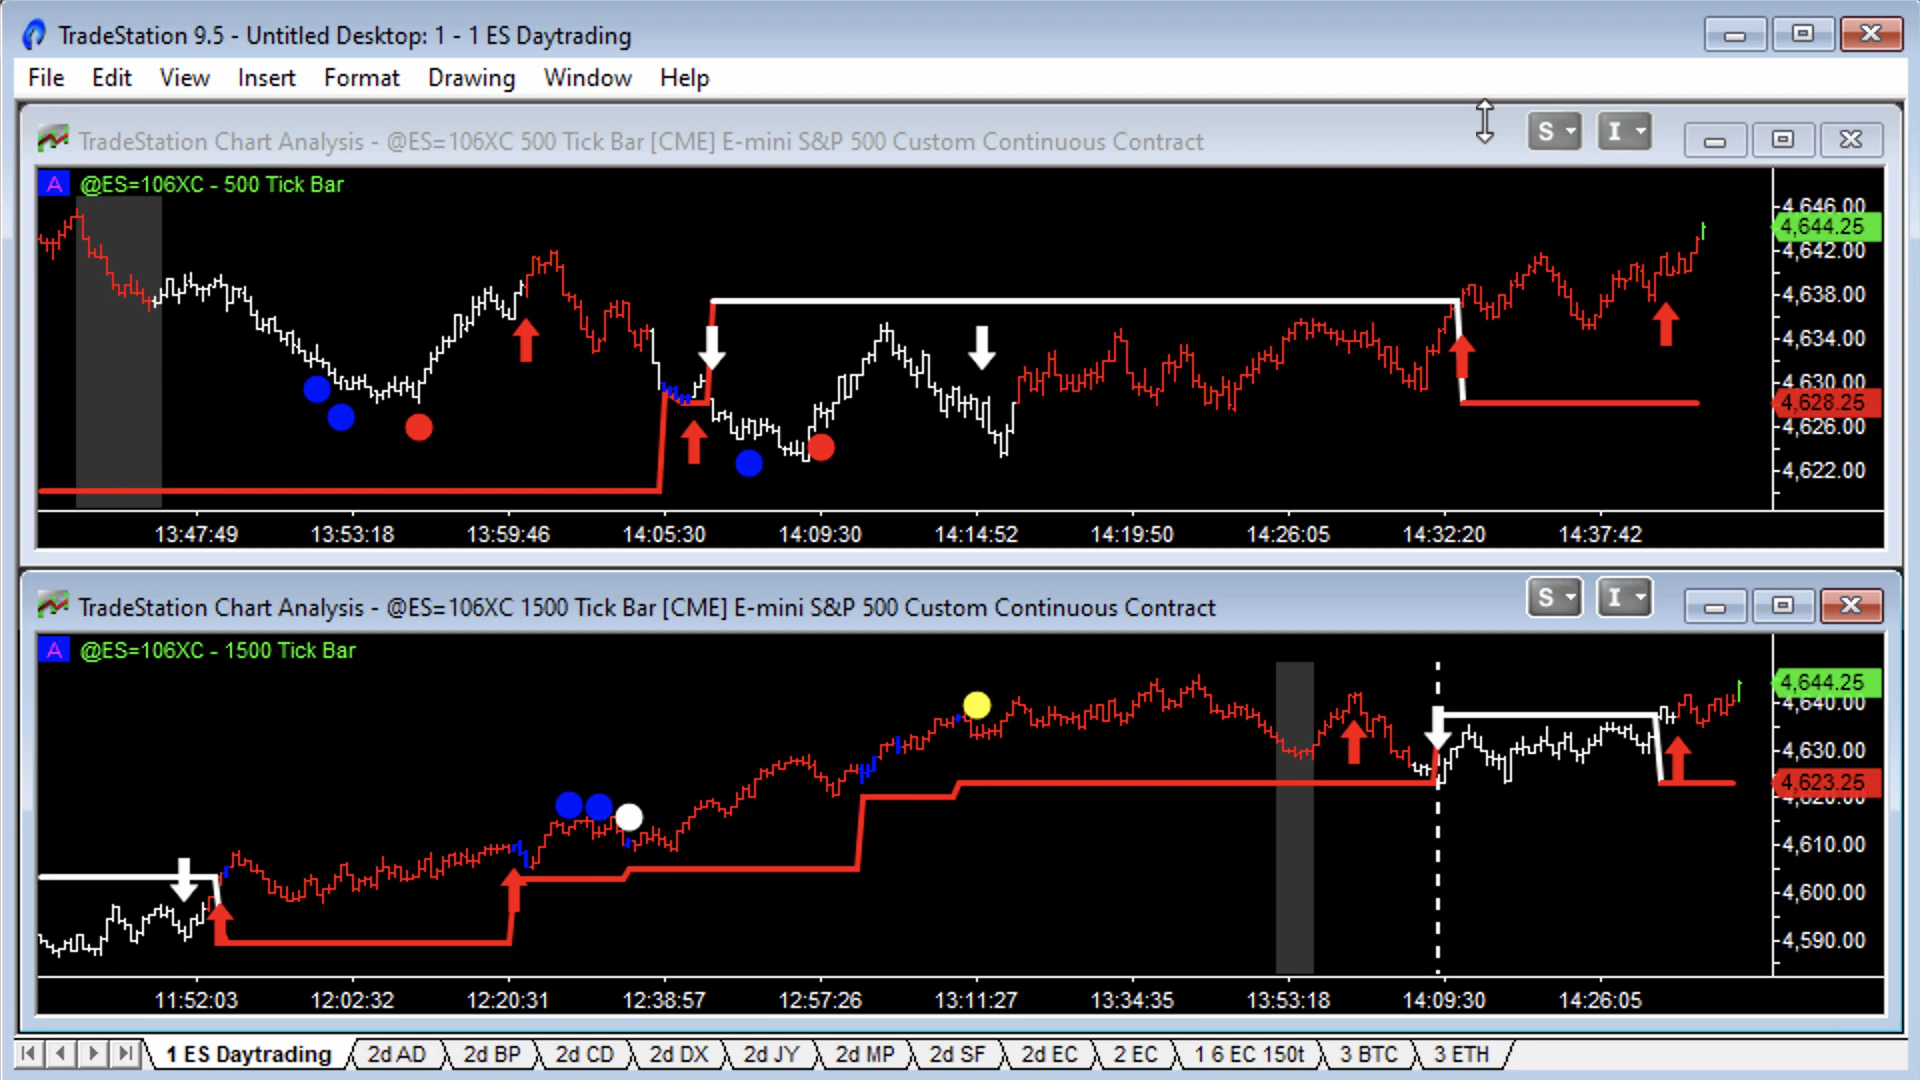 TradeStation 9.5 - Untitled Desktop: 1 - 1 ES Daytrading
File Edit View Insert Format Drawing Window Help
TradeStation Chart Analysis - @ES=106XC 500 Tick Bar [CME] E-mini S&P 500 Custom Continuous Contract
S I
A @ES=106XC - 500 Tick Bar
4,646.00
4,644.25
4,642.00
4,638.00
4,634.00
4,630.00
4,628.25
4,626.00
4,622.00
13:47:49 13:53:18 13:59:46 14:05:30 14:09:30 14:14:52 14:19:50 14:26:05 14:32:20 14:37:42
TradeStation Chart Analysis - @ES=106XC 1500 Tick Bar [CME] E-mini S&P 500 Custom Continuous Contract
S I
A @ES=106XC - 1500 Tick Bar
4,644.25
4,640.00
4,630.00
4,623.25
4,620.00
4,610.00
4,600.00
4,590.00
11:52:03 12:02:32 12:20:31 12:38:57 12:57:26 13:11:27 13:34:35 13:53:18 14:09:30 14:26:05
1 ES Daytrading 2d AD 2d BP 2d CD 2d DX 2d JY 2d MP 2d SF 2d EC 2 EC 1 6 EC 150t 3 BTC 3 ETH